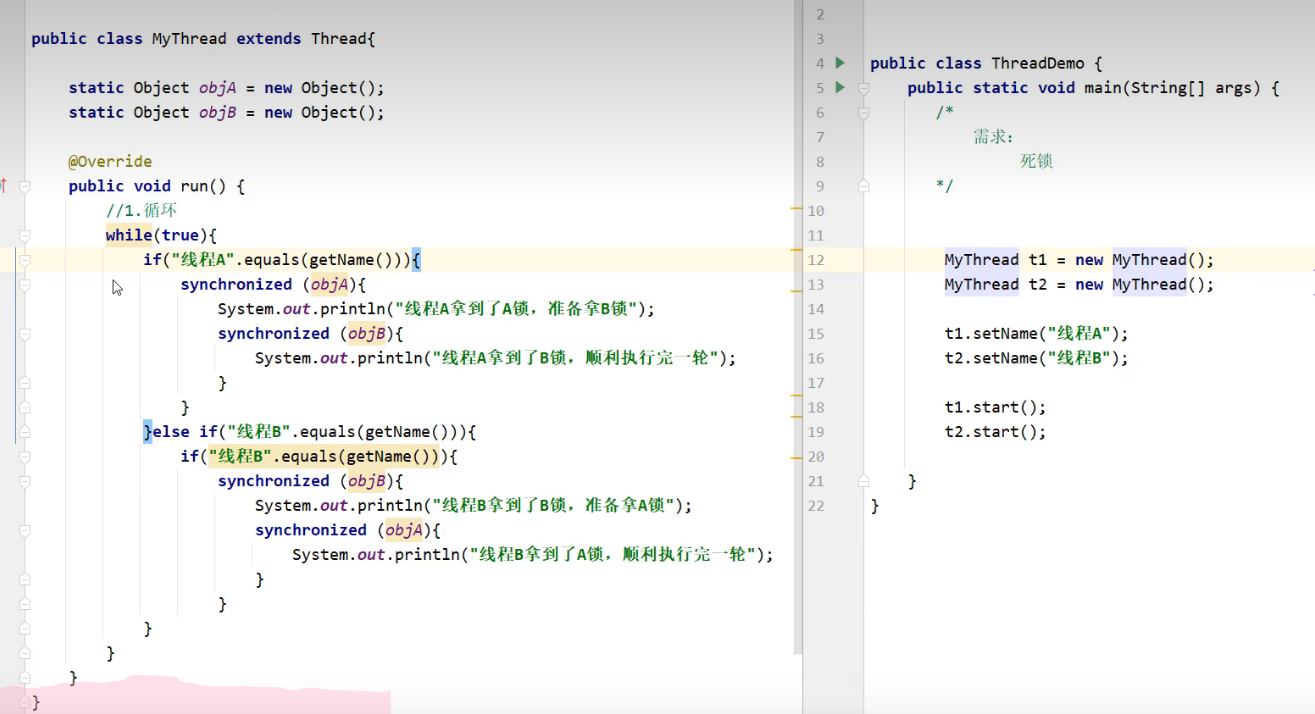 public class MyThread extends Thread{
static Object objA = new Object();
static Object objB = new Object();
@Override
public void run() {
//1.循环
while(true){
if("线程A".equals(getName())){
synchronized (objA){
System.out.println("线程A拿到了A锁，准备拿B锁");
synchronized (objB){
System.out.println("线程A拿到了B锁，顺利执行完一轮");
}
}
}else if("线程B".equals(getName())){
if("线程B".equals(getName())){
synchronized (objB){
System.out.println("线程B拿到了B锁，准备拿A锁");
synchronized (objA){
System.out.println("线程B拿到了A锁，顺利执行完一轮");
}
}
}
}
}
}
2
3
4 public class ThreadDemo {
5 public static void main(String[] args) {
6 /*
7 需求：
8 死锁
9 */
10
11
12 MyThread t1 = new MyThread();
13 MyThread t2 = new MyThread();
14
15 t1.setName("线程A");
16 t2.setName("线程B");
17
18 t1.start();
19 t2.start();
20
21 }
22 }